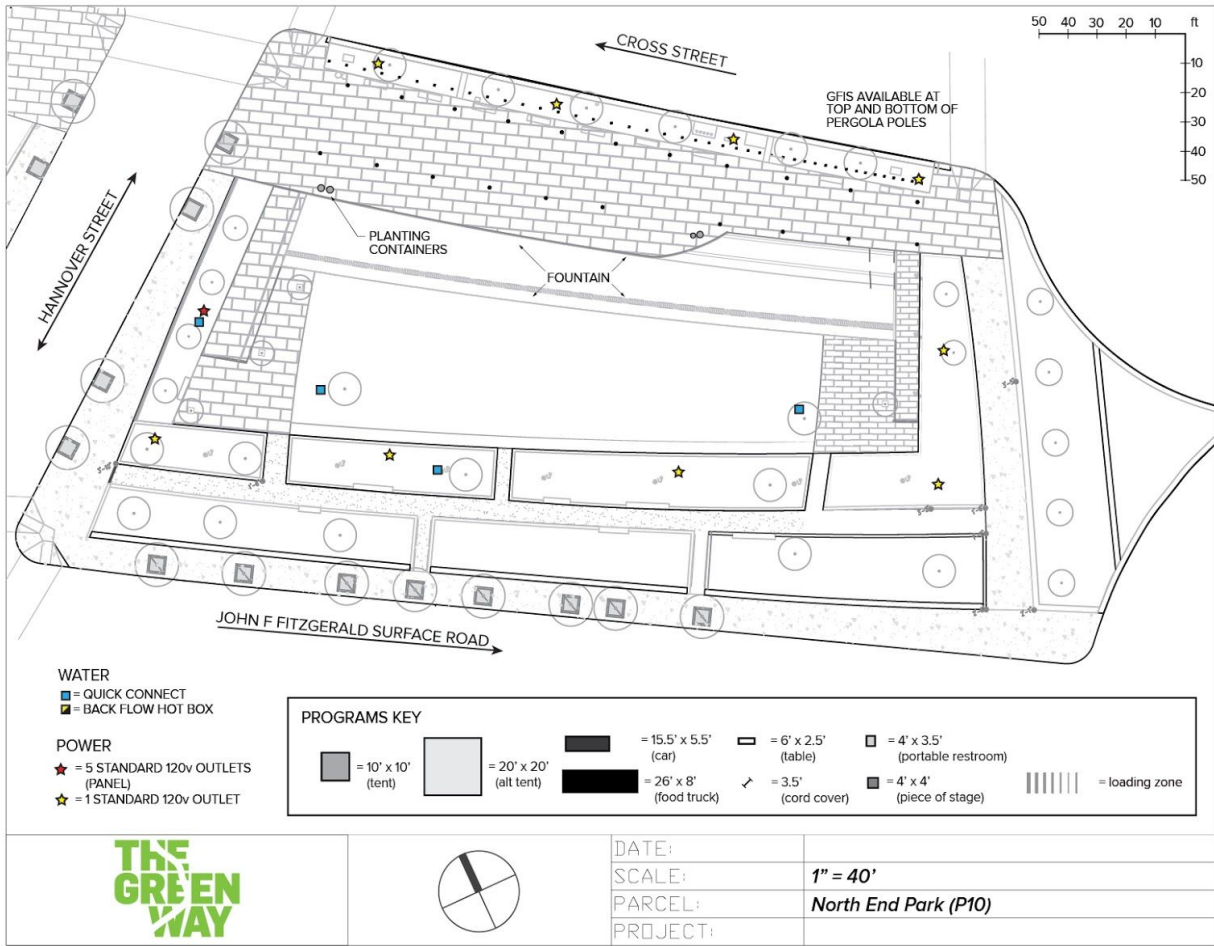 50 40 30 20 10 ft
10
20
30
40
50
CROSS STREET
GFIS AVAILABLE AT
TOP AND BOTTOM OF
PERGOLA POLES
HANNOVER STREET
PLANTING
CONTAINERS
FOUNTAIN
JOHN F FITZGERALD SURFACE ROAD
WATER
= QUICK CONNECT
= BACK FLOW HOT BOX
POWER
= 5 STANDARD 120v OUTLETS
(PANEL)
= 1 STANDARD 120v OUTLET
PROGRAMS KEY
= 10' x 10'
(tent)
= 20' x 20'
(alt tent)
= 15.5' x 5.5'
(car)
= 26' x 8'
(food truck)
= 6' x 2.5'
(table)
= 3.5'
(cord cover)
= 4' x 3.5'
(portable restroom)
= 4' x 4'
(piece of stage)
= loading zone
THE
GREEN
WAY
DATE:
SCALE: 1" = 40'
PARCEL: North End Park (P10)
PROJECT: